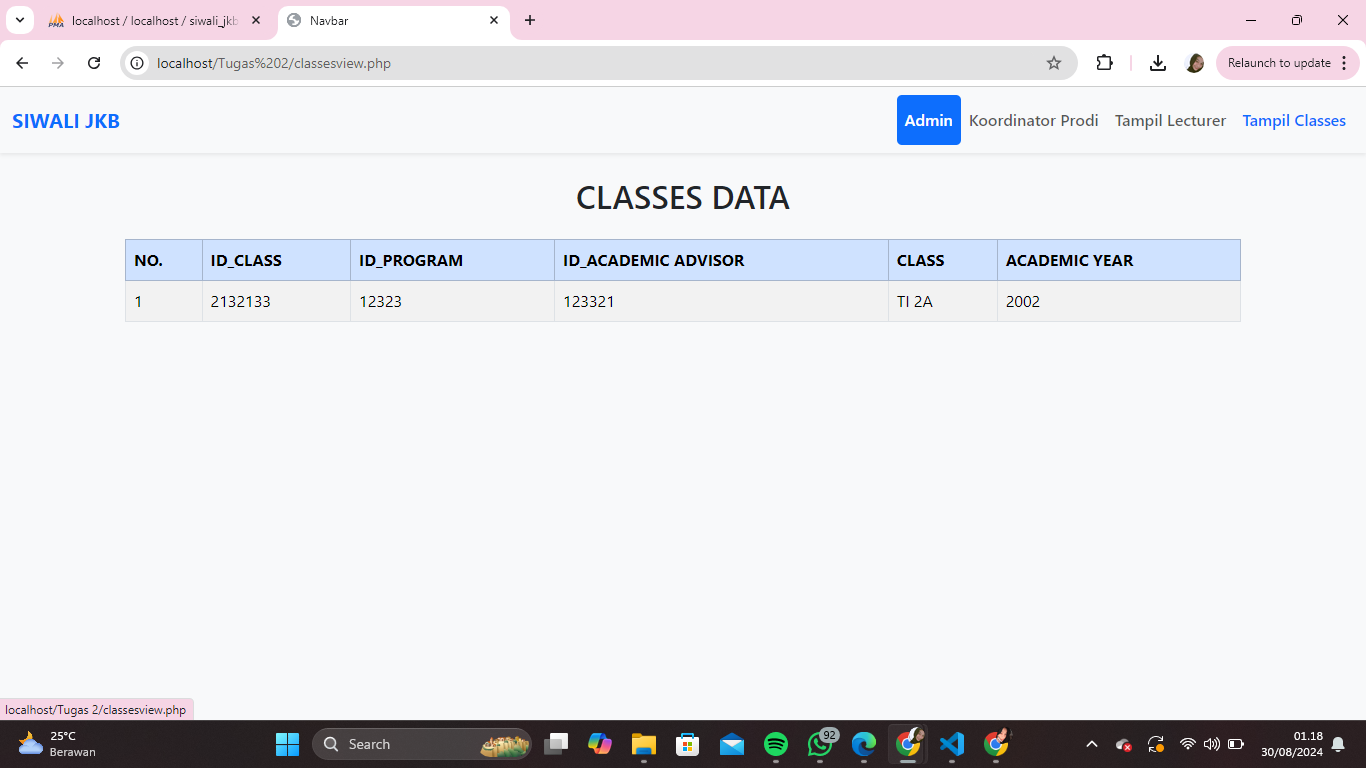 localhost / localhost / siwali_jkb
Navbar
localhost/Tugas%202/classesview.php
Relaunch to update
SIWALI JKB
Admin Koordinator Prodi Tampil Lecturer Tampil Classes
CLASSES DATA
NO. ID_CLASS ID_PROGRAM ID_ACADEMIC ADVISOR CLASS ACADEMIC YEAR
1 2132133 12323 123321 TI 2A 2002
localhost/Tugas 2/classesview.php
25°C
Berawan
Search
92
01.18
30/08/2024